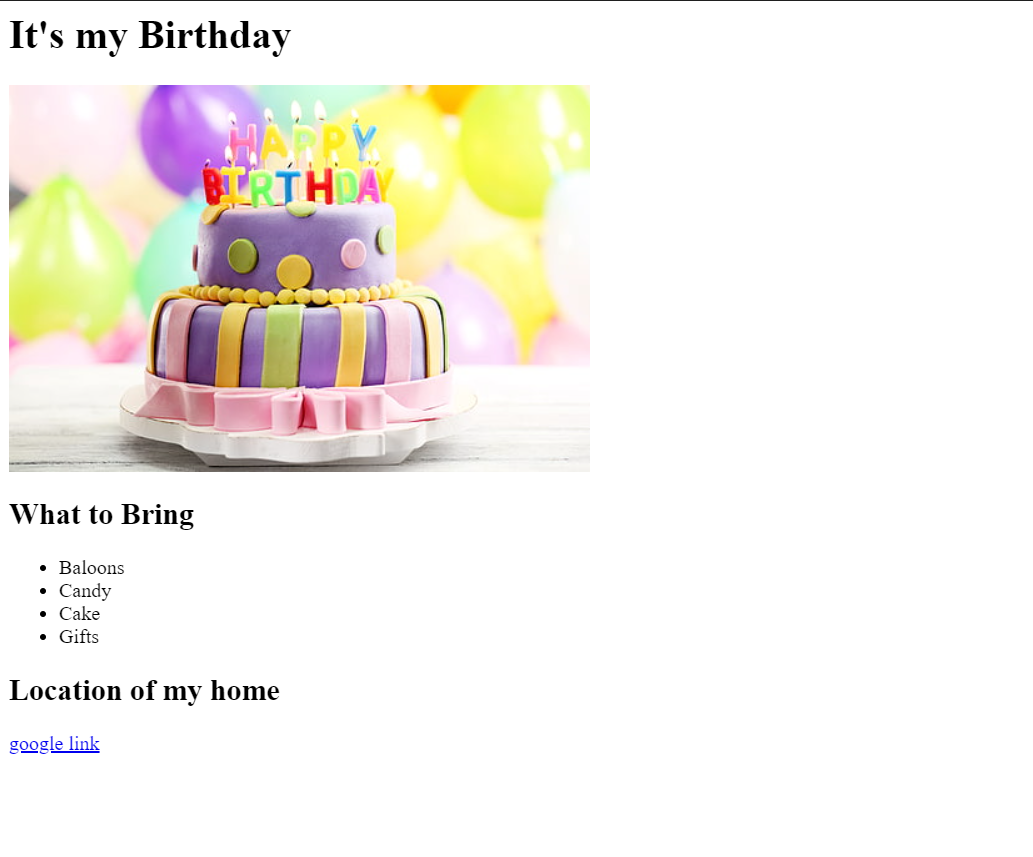 It's my Birthday
HAPPY
BIRTHDAY
What to Bring
Baloons
Candy
Cake
Gifts
Location of my home
google link